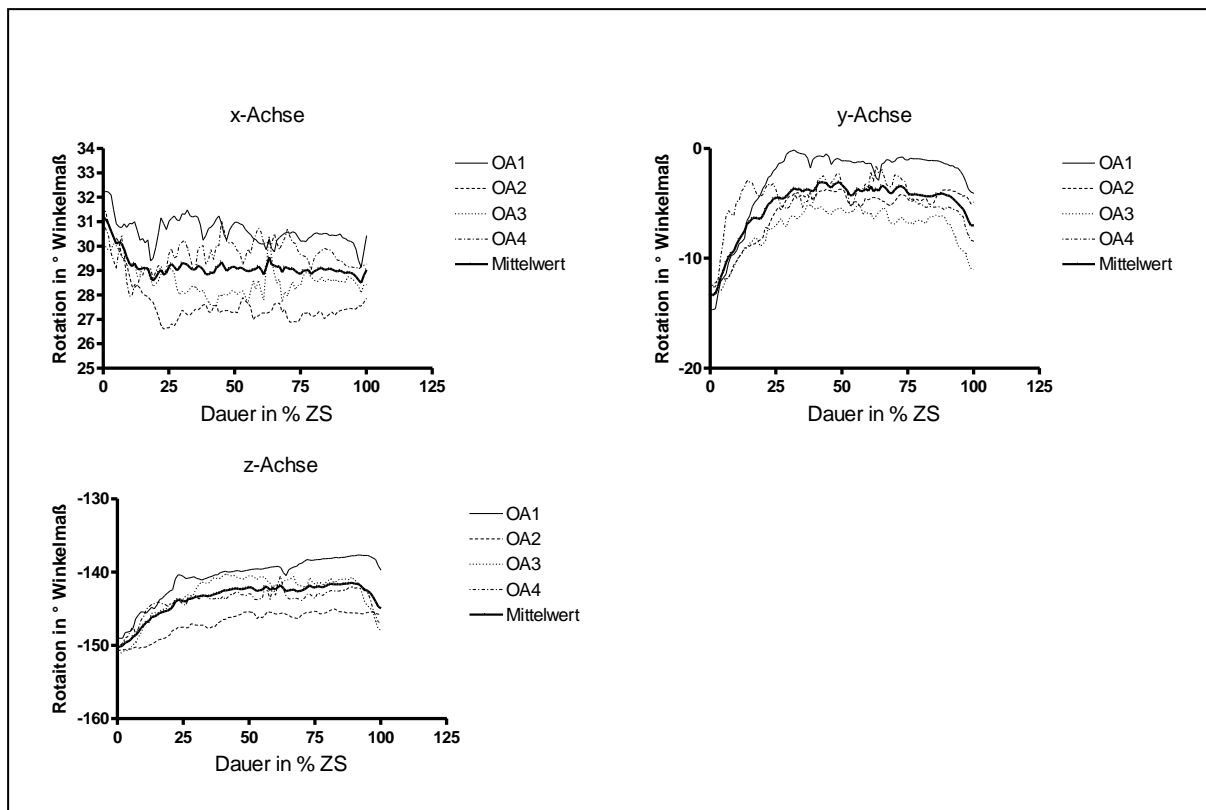 x-Achse
34
33
32
31
30
29
28
27
26
25
0
25
50
75
100
125
Rotation in ° Winkelmaß
Dauer in % ZS
OA1
OA2
OA3
OA4
Mittelwert
y-Achse
0
-10
-20
0
25
50
75
100
125
Rotation in ° Winkelmaß
Dauer in % ZS
OA1
OA2
OA3
OA4
Mittelwert
z-Achse
-130
-140
-150
-160
0
25
50
75
100
125
Rotaiton in ° Winkelmaß
Dauer in % ZS
OA1
OA2
OA3
OA4
Mittelwert